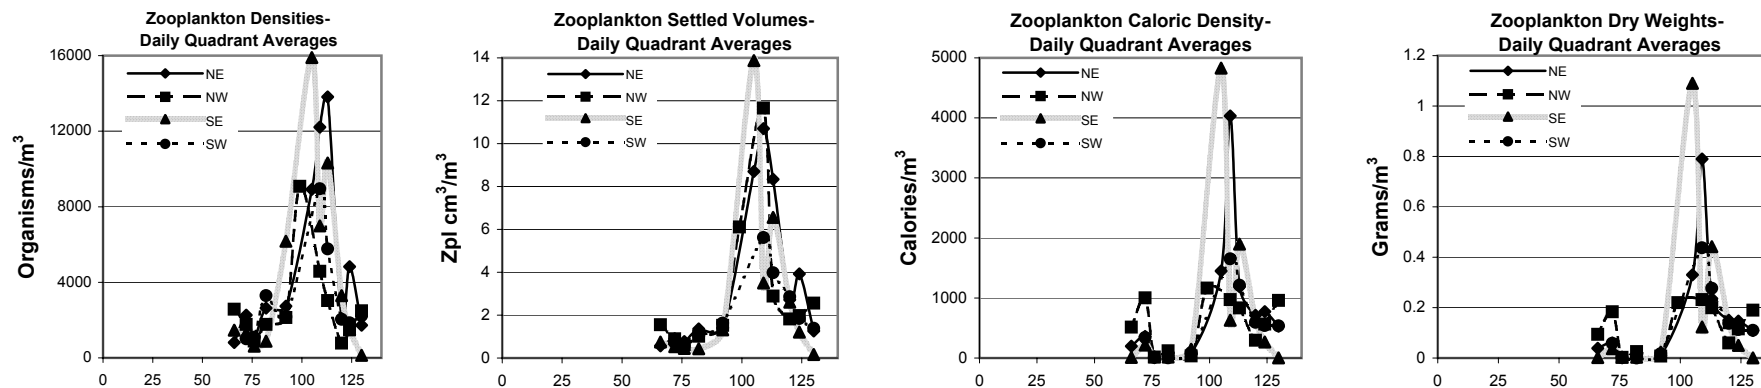 Zooplankton Densities-
Daily Quadrant Averages
16000
12000
8000
4000
0
Organisms/m³
NE
NW
SE
SW
0 25 50 75 100 125
Zooplankton Settled Volumes-
Daily Quadrant Averages
14
12
10
8
6
4
2
0
Zpl cm³/m³
NE
NW
SE
SW
0 25 50 75 100 125
Zooplankton Caloric Density-
Daily Quadrant Averages
5000
4000
3000
2000
1000
0
Calories/m³
NE
NW
SE
SW
0 25 50 75 100 125
Zooplankton Dry Weights-
Daily Quadrant Averages
1.2
1
0.8
0.6
0.4
0.2
0
Grams/m³
NE
NW
SE
SW
0 25 50 75 100 125